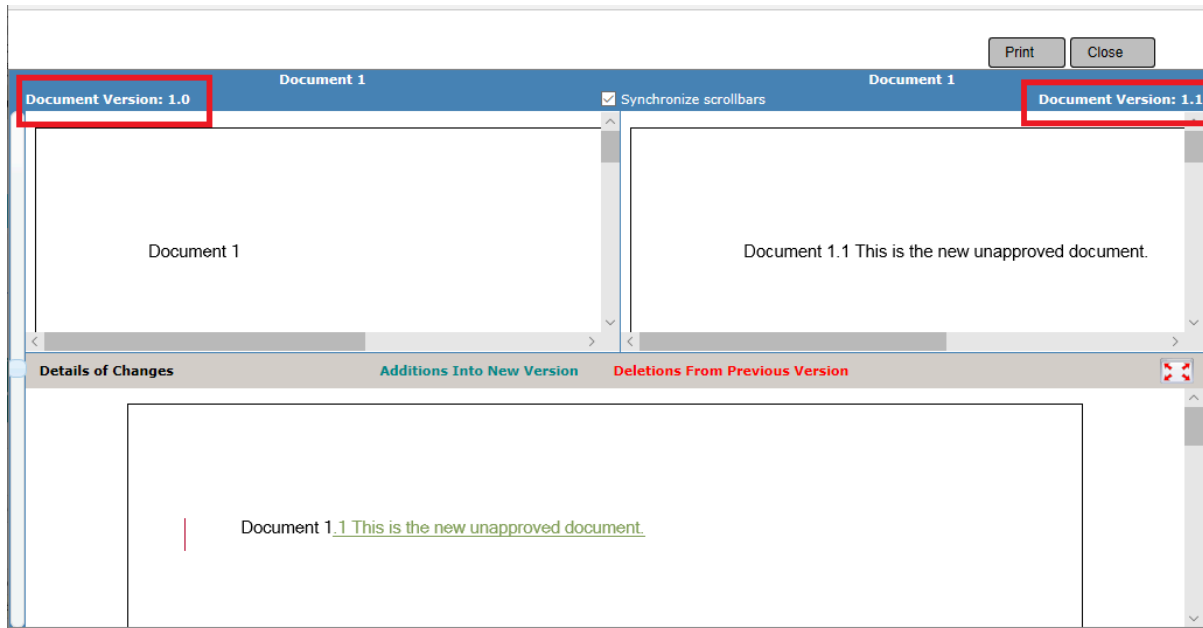 Print Close
Document 1 Document 1
Document Version: 1.0 Synchronize scrollbars Document Version: 1.1
Document 1 Document 1.1 This is the new unapproved document.
Details of Changes Additions Into New Version Deletions From Previous Version
Document 1.1 This is the new unapproved document.